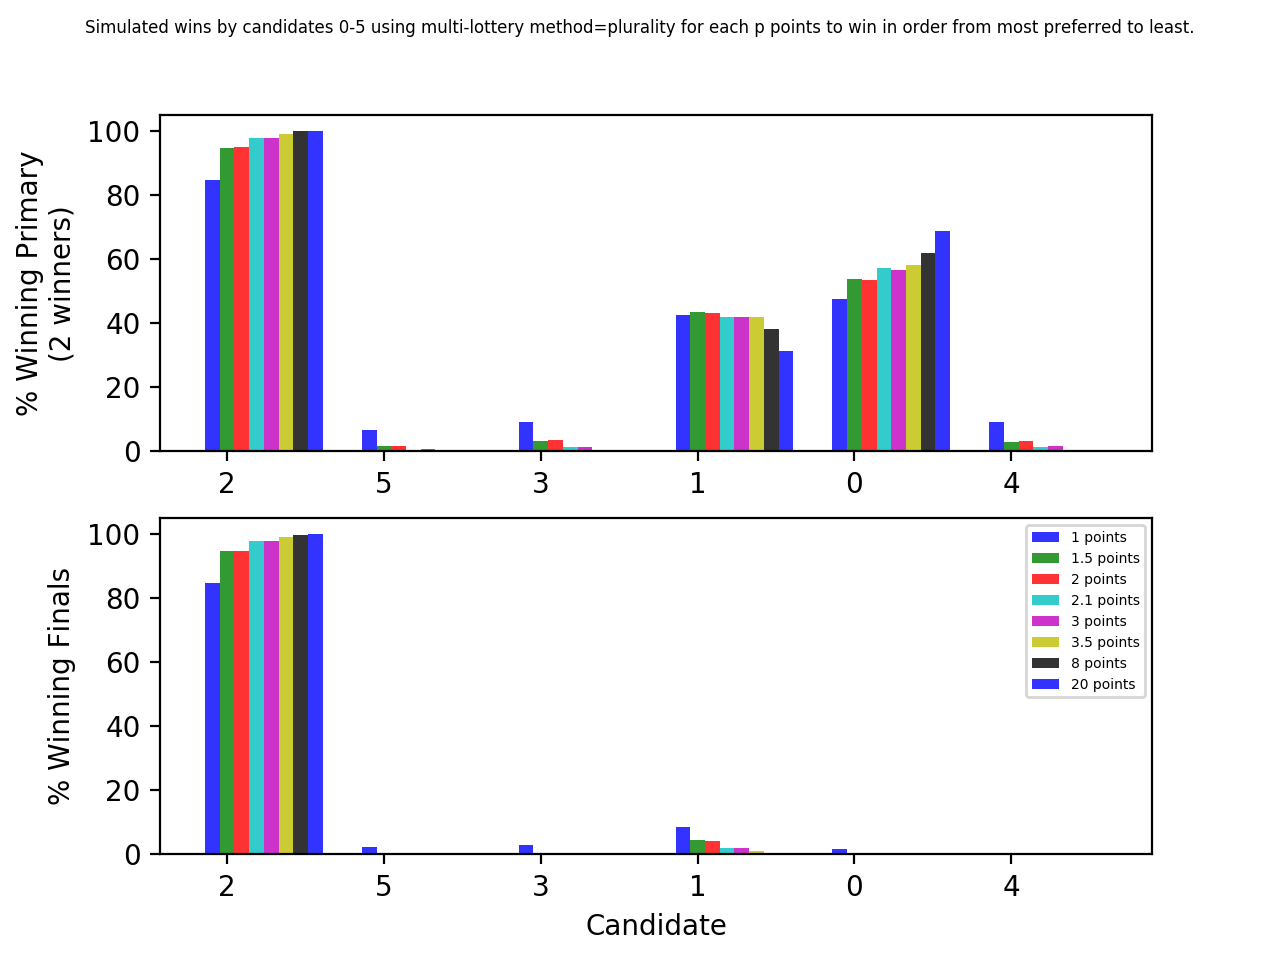 Simulated wins by candidates 0-5 using multi-lottery method=plurality for each p points to win in order from most preferred to least.
% Winning Primary
(2 winners)
100
80
60
40
20
0
2 5 3 1 0 4
% Winning Finals
100
80
60
40
20
0
1 points
1.5 points
2 points
2.1 points
3 points
3.5 points
8 points
20 points
2 5 3 1 0 4
Candidate